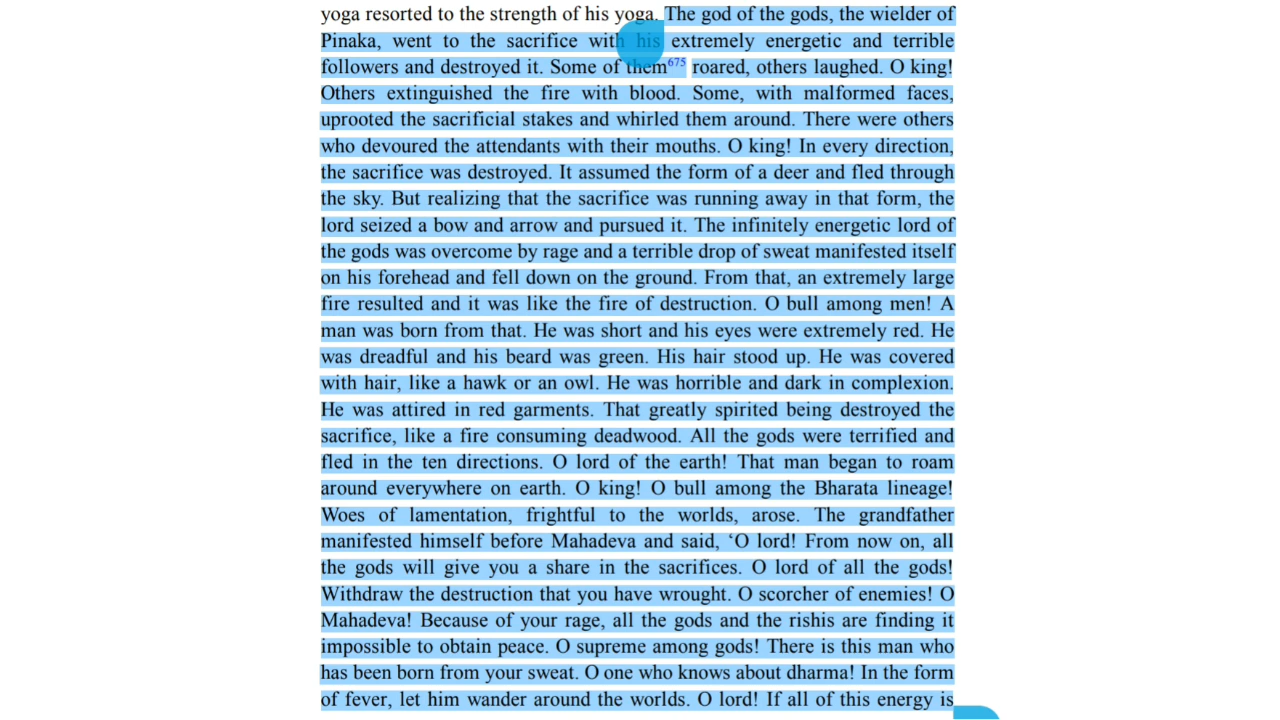 yoga resorted to the strength of his yoga. The god of the gods, the wielder of
Pinaka, went to the sacrifice with his extremely energetic and terrible
followers and destroyed it. Some of them675 roared, others laughed. O king!
Others extinguished the fire with blood. Some, with malformed faces,
uprooted the sacrificial stakes and whirled them around. There were others
who devoured the attendants with their mouths. O king! In every direction,
the sacrifice was destroyed. It assumed the form of a deer and fled through
the sky. But realizing that the sacrifice was running away in that form, the
lord seized a bow and arrow and pursued it. The infinitely energetic lord of
the gods was overcome by rage and a terrible drop of sweat manifested itself
on his forehead and fell down on the ground. From that, an extremely large
fire resulted and it was like the fire of destruction. O bull among men! A
man was born from that. He was short and his eyes were extremely red. He
was dreadful and his beard was green. His hair stood up. He was covered
with hair, like a hawk or an owl. He was horrible and dark in complexion.
He was attired in red garments. That greatly spirited being destroyed the
sacrifice, like a fire consuming deadwood. All the gods were terrified and
fled in the ten directions. O lord of the earth! That man began to roam
around everywhere on earth. O king! O bull among the Bharata lineage!
Woes of lamentation, frightful to the worlds, arose. The grandfather
manifested himself before Mahadeva and said, ‘O lord! From now on, all
the gods will give you a share in the sacrifices. O lord of all the gods!
Withdraw the destruction that you have wrought. O scorcher of enemies! O
Mahadeva! Because of your rage, all the gods and the rishis are finding it
impossible to obtain peace. O supreme among gods! There is this man who
has been born from your sweat. O one who knows about dharma! In the form
of fever, let him wander around the worlds. O lord! If all of this energy is